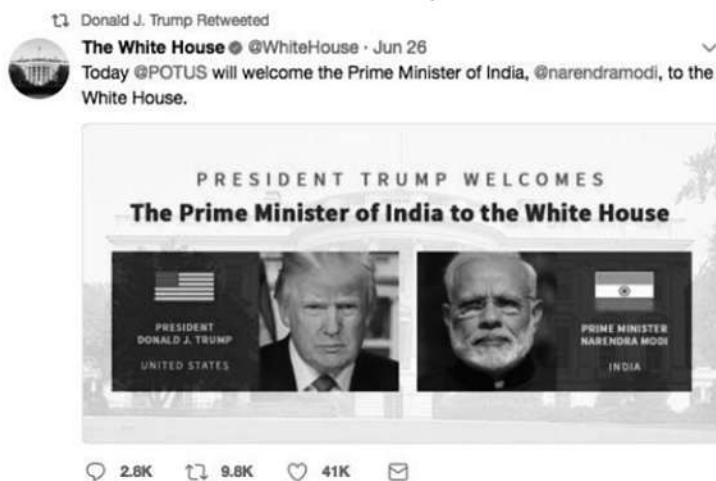 Donald J. Trump Retweeted
The White House @WhiteHouse · Jun 26
Today @POTUS will welcome the Prime Minister of India, @narendramodi, to the
White House.
PRESIDENT TRUMP WELCOMES
The Prime Minister of India to the White House
PRESIDENT
DONALD J. TRUMP
UNITED STATES
PRIME MINISTER
NARENDRA MODI
INDIA
2.8K 9.8K 41K